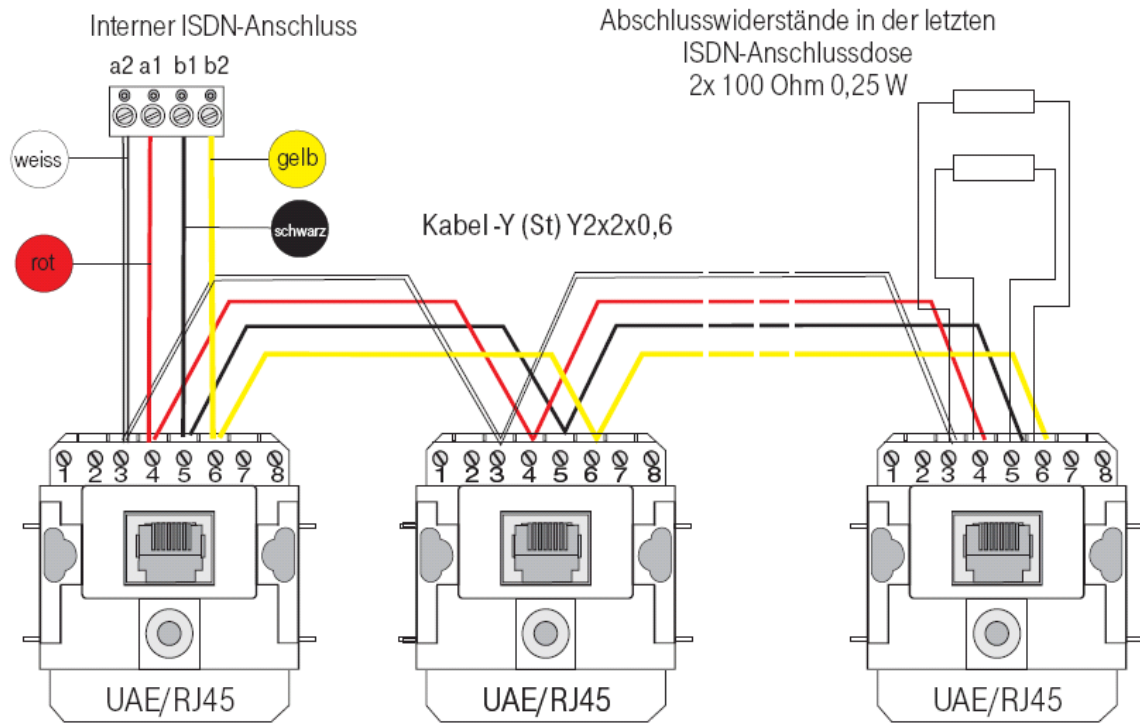 Interner ISDN-Anschluss
a2 a1 b1 b2
weiss
gelb
schwarz
rot
Abschlusswiderstände in der letzten
ISDN-Anschlussdose
2x 100 Ohm 0,25 W
Kabel -Y (St) Y2x2x0,6
1 2 3 4 5 6 7 8
1 2 3 4 5 6 7 8
1 2 3 4 5 6 7 8
UAE/RJ45
UAE/RJ45
UAE/RJ45